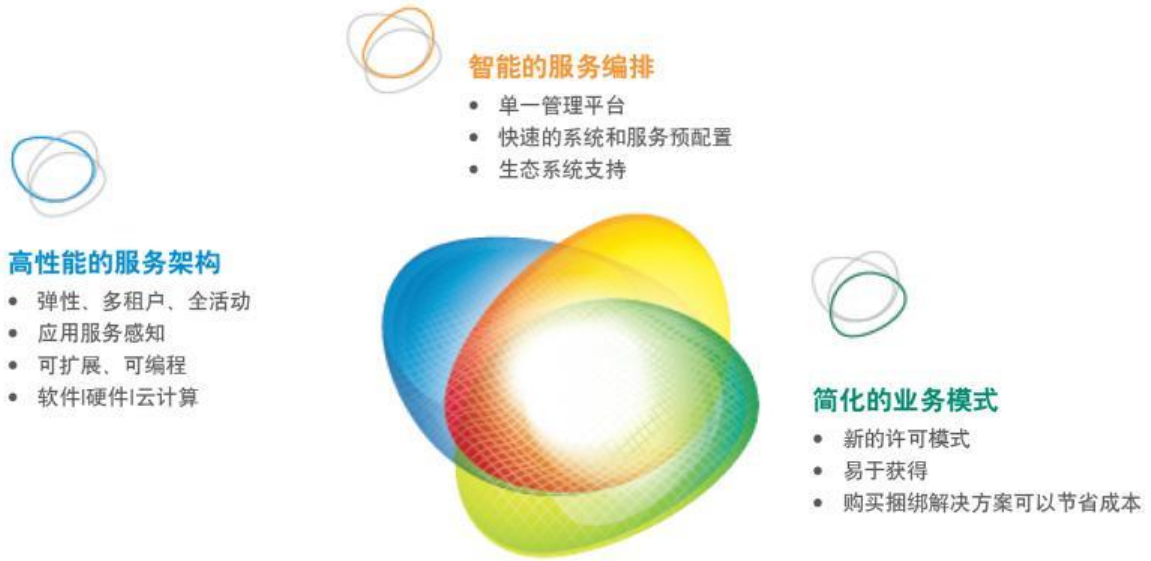 智能的服务编排
• 单一管理平台
• 快速的系统和服务预配置
• 生态系统支持
高性能的服务架构
• 弹性、多租户、全活动
• 应用服务感知
• 可扩展、可编程
• 软件|硬件|云计算
简化的业务模式
• 新的许可模式
• 易于获得
• 购买捆绑解决方案可以节省成本